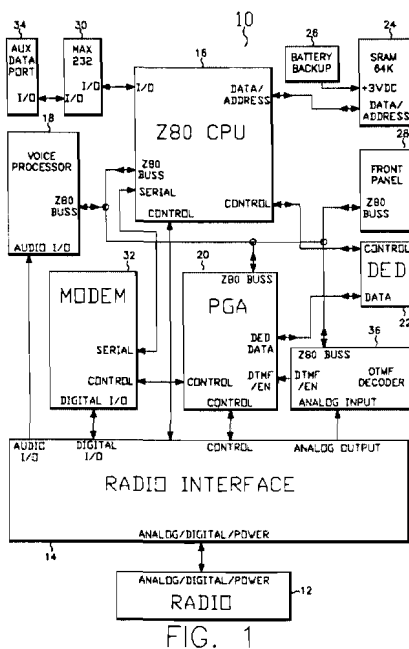 10
34
AUX DATA
PORT
I/O
30
MAX
232
I/O
I/O
16
Z80 CPU
DATA/
ADDRESS
Z80
BUSS
SERIAL
CONTROL
CONTROL
26
BATTERY
BACKUP
24
SRAM
64K
+3VDC
DATA/
ADDRESS
18
VOICE
PROCESSOR
Z80
BUSS
AUDIO I/O
28
FRONT
PANEL
Z80
BUSS
CONTROL
DED
DATA
22
32
MODEM
SERIAL
CONTROL
DIGITAL I/O
20
Z80 BUSS
PGA
DED
DATA
DTMF
/EN
CONTROL
CONTROL
36
Z80 BUSS
DTMF
/EN
DTMF
DECODER
ANALOG INPUT
AUDIO
I/O
DIGITAL
I/O
CONTROL
ANALOG OUTPUT
RADIO INTERFACE
ANALOG/DIGITAL/POWER
14
ANALOG/DIGITAL/POWER
RADIO
12
FIG. 1